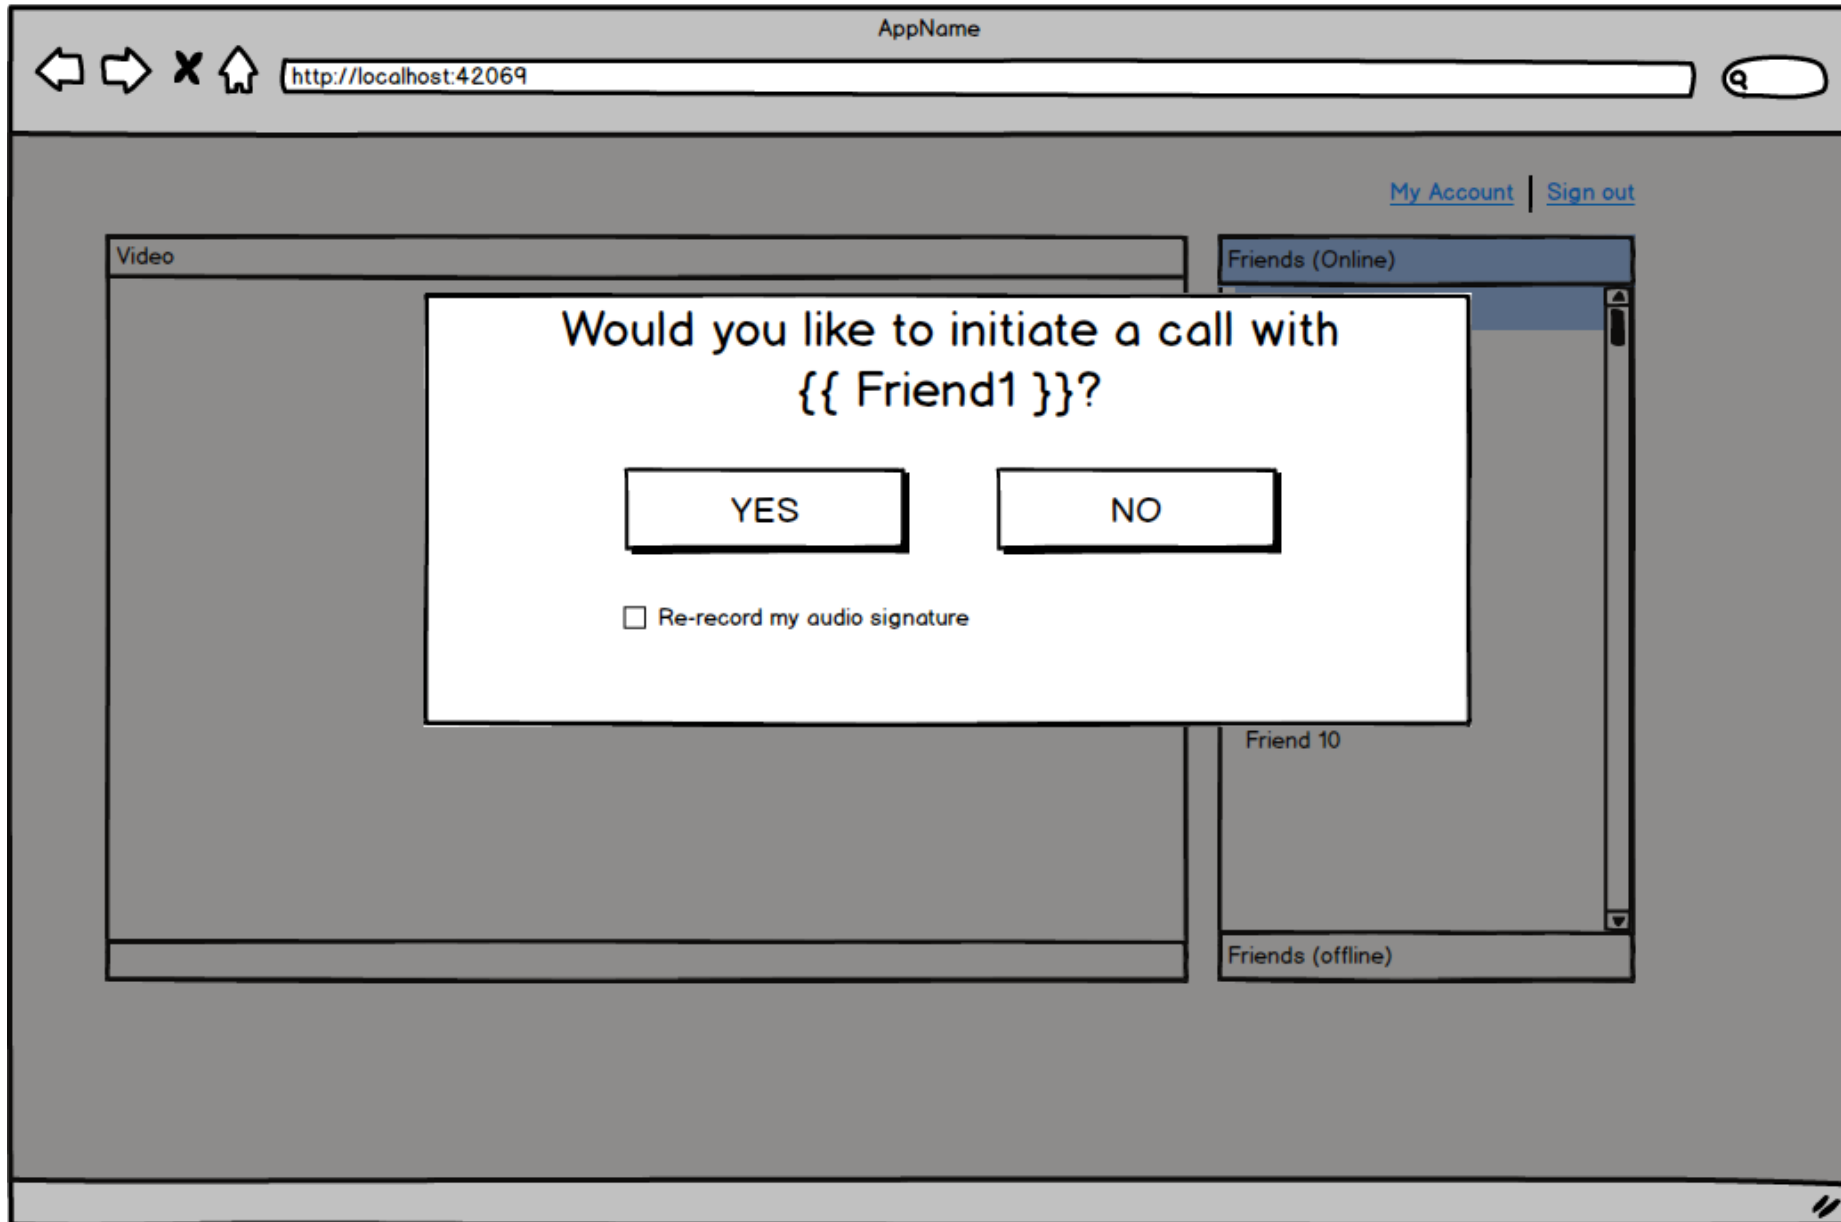 AppName
http://localhost:42069
My Account
Sign out
Video
Friends (Online)
Would you like to initiate a call with
{{ Friend1 }}?
YES
NO
Re-record my audio signature
Friend 10
Friends (offline)